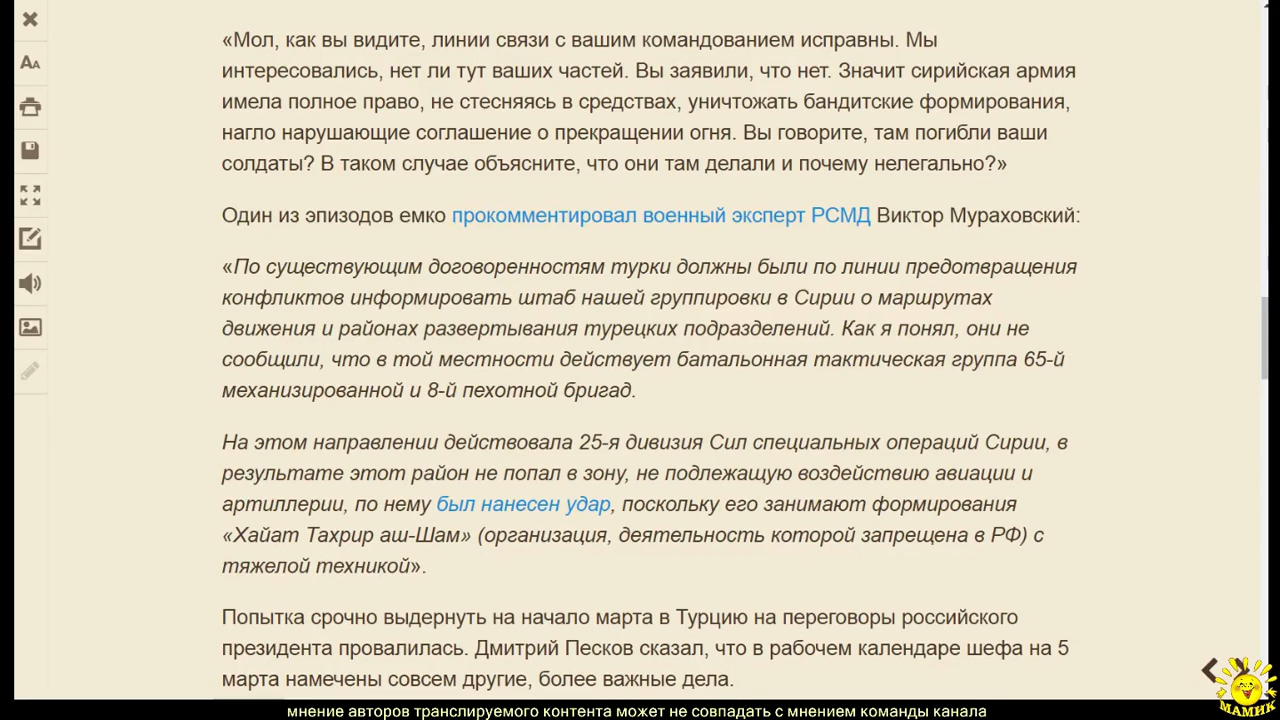 «Мол, как вы видите, линии связи с вашим командованием исправны. Мы
интересовались, нет ли тут ваших частей. Вы заявили, что нет. Значит сирийская армия
имела полное право, не стесняясь в средствах, уничтожать бандитские формирования,
нагло нарушающие соглашение о прекращении огня. Вы говорите, там погибли ваши
солдаты? В таком случае объясните, что они там делали и почему нелегально?»
Один из эпизодов емко прокомментировал военный эксперт РСМД Виктор Мураховский:
«По существующим договоренностям турки должны были по линии предотвращения
конфликтов информировать штаб нашей группировки в Сирии о маршрутах
движения и районах развертывания турецких подразделений. Как я понял, они не
сообщили, что в той местности действует батальонная тактическая группа 65-й
механизированной и 8-й пехотной бригад.
На этом направлении действовала 25-я дивизия Сил специальных операций Сирии, в
результате этот район не попал в зону, не подлежащую воздействию авиации и
артиллерии, по нему был нанесен удар, поскольку его занимают формирования
«Хайат Тахрир аш-Шам» (организация, деятельность которой запрещена в РФ) с
тяжелой техникой».
Попытка срочно выдернуть на начало марта в Турцию на переговоры российского
президента провалилась. Дмитрий Песков сказал, что в рабочем календаре шефа на 5
марта намечены совсем другие, более важные дела.
МАМИК
мнение авторов транслируемого контента может не совпадать с мнением команды канала